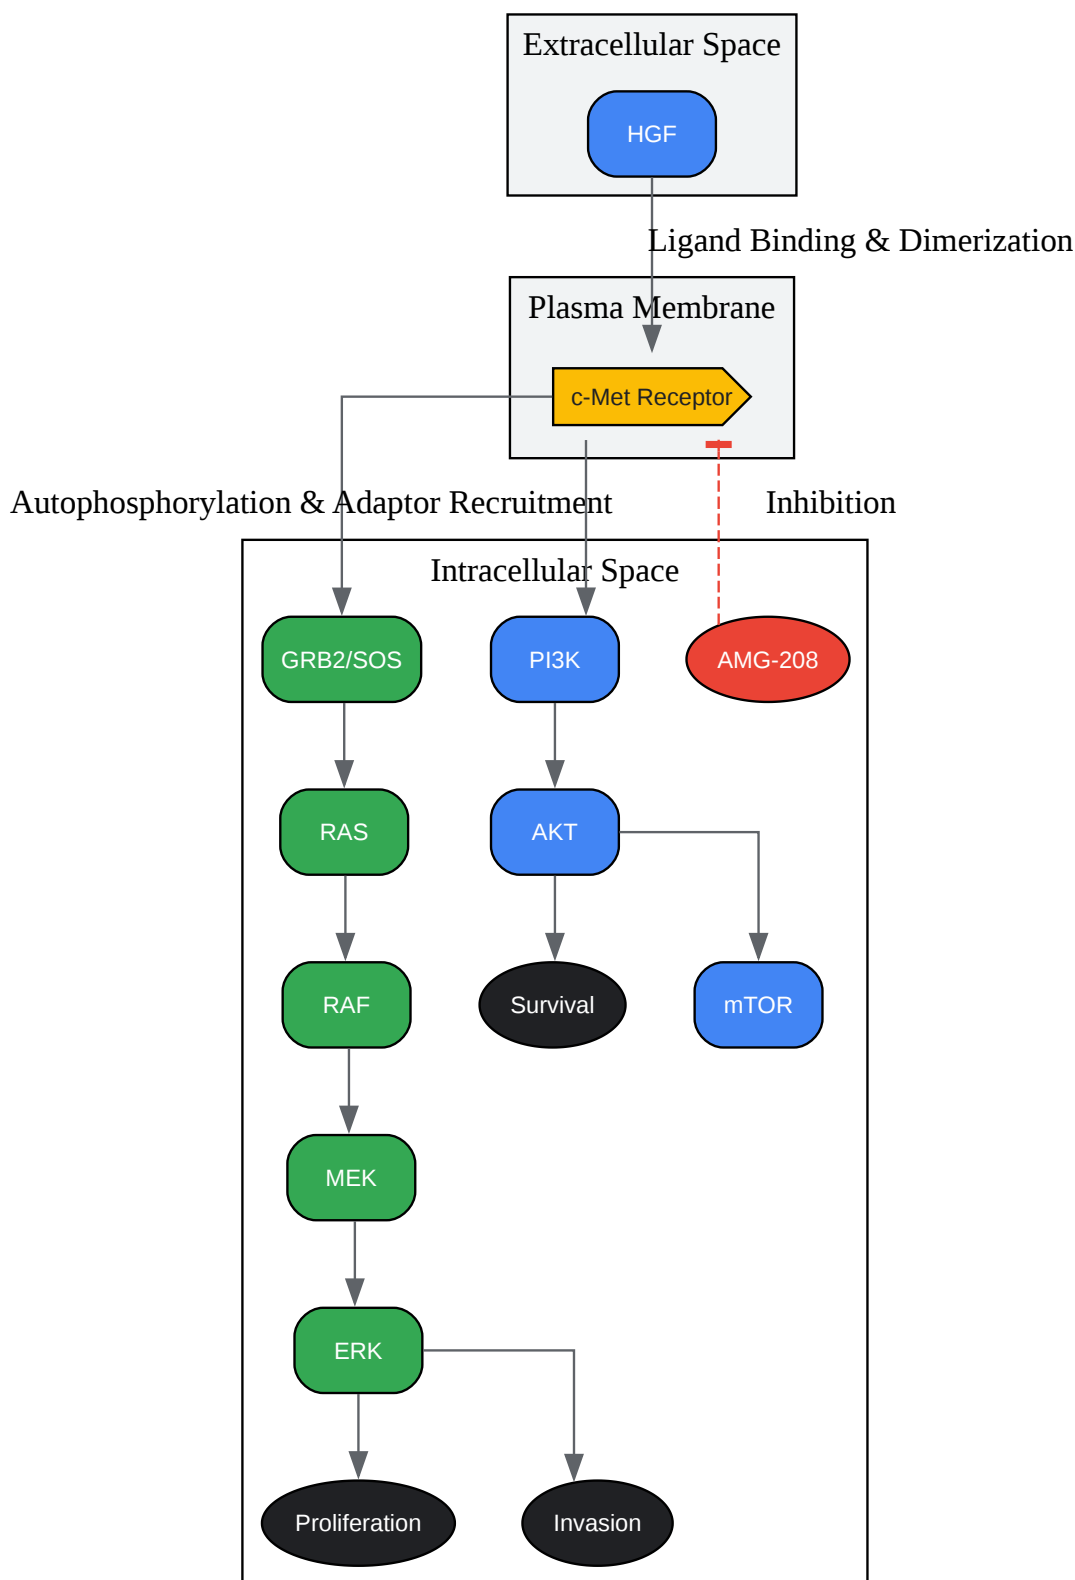 Extracellular Space
HGF
Ligand Binding & Dimerization
Plasma Membrane
c-Met Receptor
Autophosphorylation & Adaptor Recruitment
Inhibition
Intracellular Space
GRB2/SOS
PI3K
AMG-208
RAS
AKT
RAF
Survival
mTOR
MEK
ERK
Proliferation
Invasion